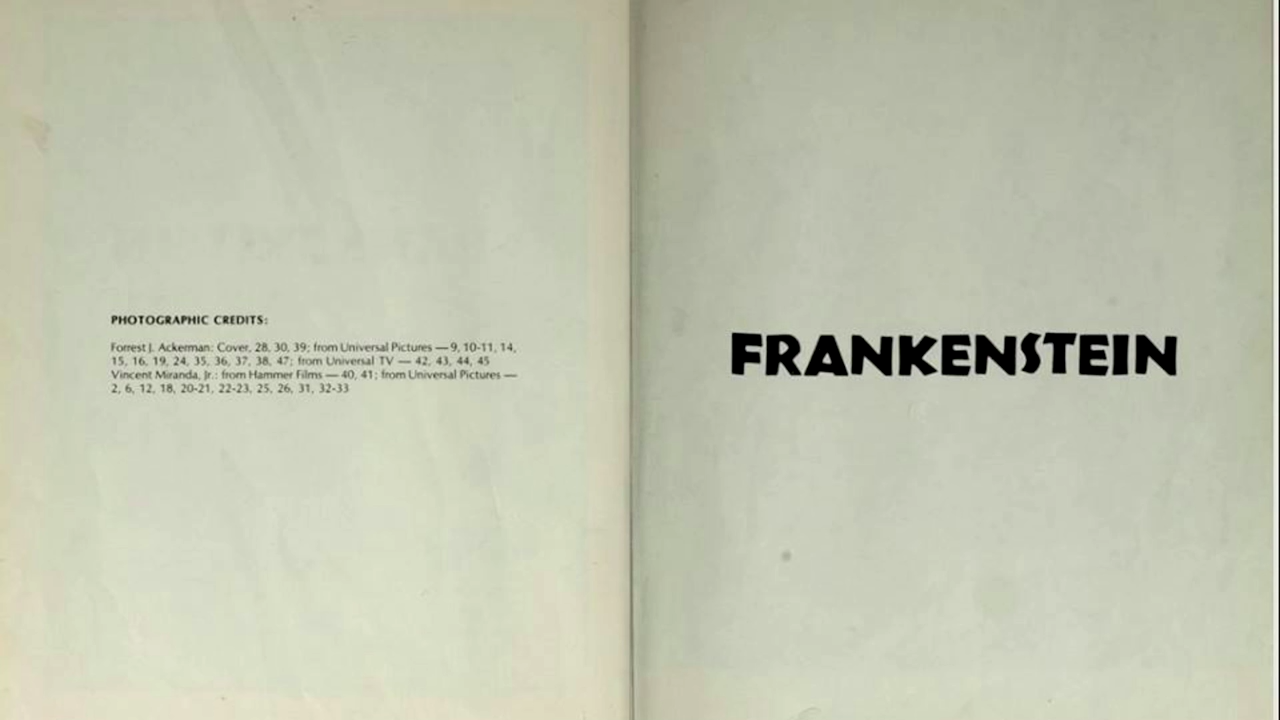 PHOTOGRAPHIC CREDITS:
Forrest J. Ackerman: Cover, 28, 30, 39; from Universal Pictures — 9, 10-11, 14,
15, 16, 19, 24, 35, 36, 37, 38, 47; from Universal TV — 42, 43, 44, 45
Vincent Miranda, Jr.: from Hammer Films — 40, 41; from Universal Pictures —
2, 6, 12, 18, 20-21, 22-23, 25, 26, 31, 32-33
FRANKENSTEIN